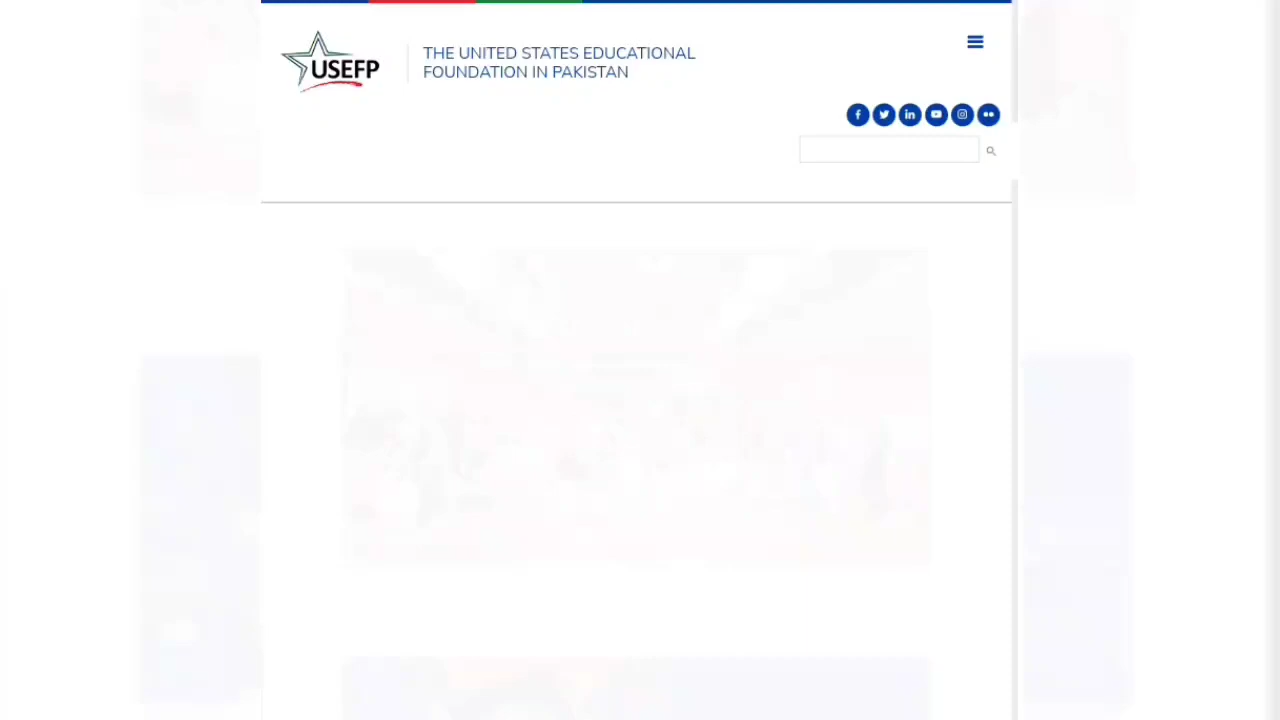 USEFP
THE UNITED STATES EDUCATIONAL
FOUNDATION IN PAKISTAN